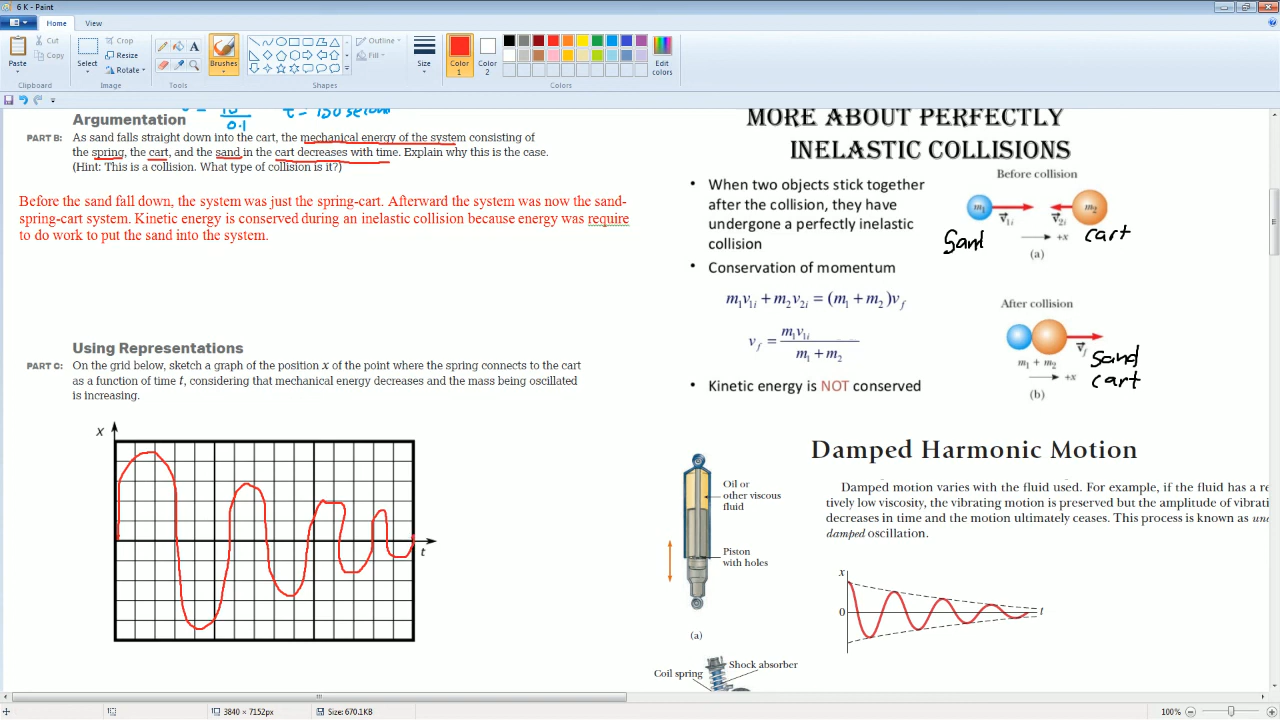 6 K - Paint
Home
View
Paste
Cut
Copy
Clipboard
Select
Crop
Resize
Rotate
Image
A
Tools
Brushes
Outline
Fill
Shapes
Size
Color 1
Color 2
Edit colors
Colors
0.1
Argumentation
PART B: As sand falls straight down into the cart, the mechanical energy of the system consisting
the spring, the cart, and the sand in the cart decreases with time. Explain why this is the case.
(Hint: This is a collision. What type of collision is it?)
Before the sand fall down, the system was just the spring-cart. Afterward the system was now the sand-
spring-cart system. Kinetic energy is conserved during an inelastic collision because energy was require
to do work to put the sand into the system.
Using Representations
PART C: On the grid below, sketch a graph of the position x of the point where the spring connects to the cart
as a function of time t, considering that mechanical energy decreases and the mass being oscillated
is increasing.
x
t
MORE ABOUT PERFECTLY
INELASTIC COLLISIONS
• When two objects stick together
after the collision, they have
undergone a perfectly inelastic
collision
• Conservation of momentum
m₁v₁ᵢ + m₂v₂ᵢ = (m₁ + m₂)v_f
v_f = m₁v₁ᵢ / m₁ + m₂
• Kinetic energy is NOT conserved
Before collision
m₁
v₁ᵢ
v₂ᵢ
m₂
Sand
+x
cart
(a)
After collision
v_f
m₁ + m₂
Sand
cart
+x
(b)
Damped Harmonic Motion
Oil or
other viscous
fluid
Piston
with holes
(a)
Coil spring
Shock absorber
Damped motion varies with the fluid used. For example, if the fluid has a re
tively low viscosity, the vibrating motion is preserved but the amplitude of vibrati
decreases in time and the motion ultimately ceases. This process is known as
damped oscillation.
x
0
t
3840 × 7152px
Size: 670.1KB
100%